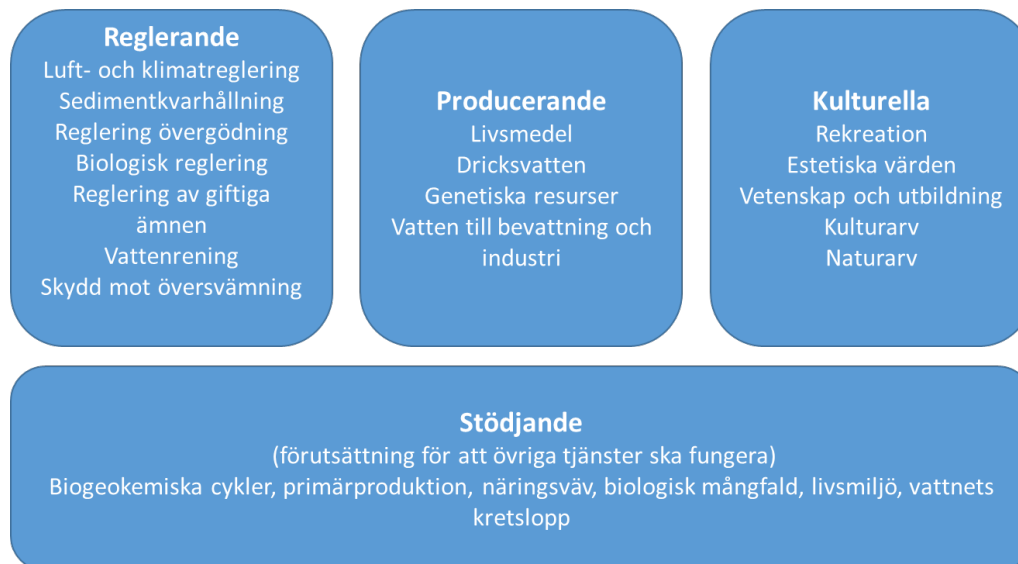 Reglerande
Luft- och klimatreglering
Sedimentkvarhållning
Reglering övergödning
Biologisk reglering
Reglering av giftiga
ämnen
Vattenrening
Skydd mot översvämning
Producerande
Livsmedel
Dricksvatten
Genetiska resurser
Vatten till bevattning och
industri
Kulturella
Rekreation
Estetiska värden
Vetenskap och utbildning
Kulturarv
Naturarv
Stödjande
(förutsättning för att övriga tjänster ska fungera)
Biogeokemiska cykler, primärproduktion, näringsväv, biologisk mångfald, livsmiljö, vattnets
kretslopp